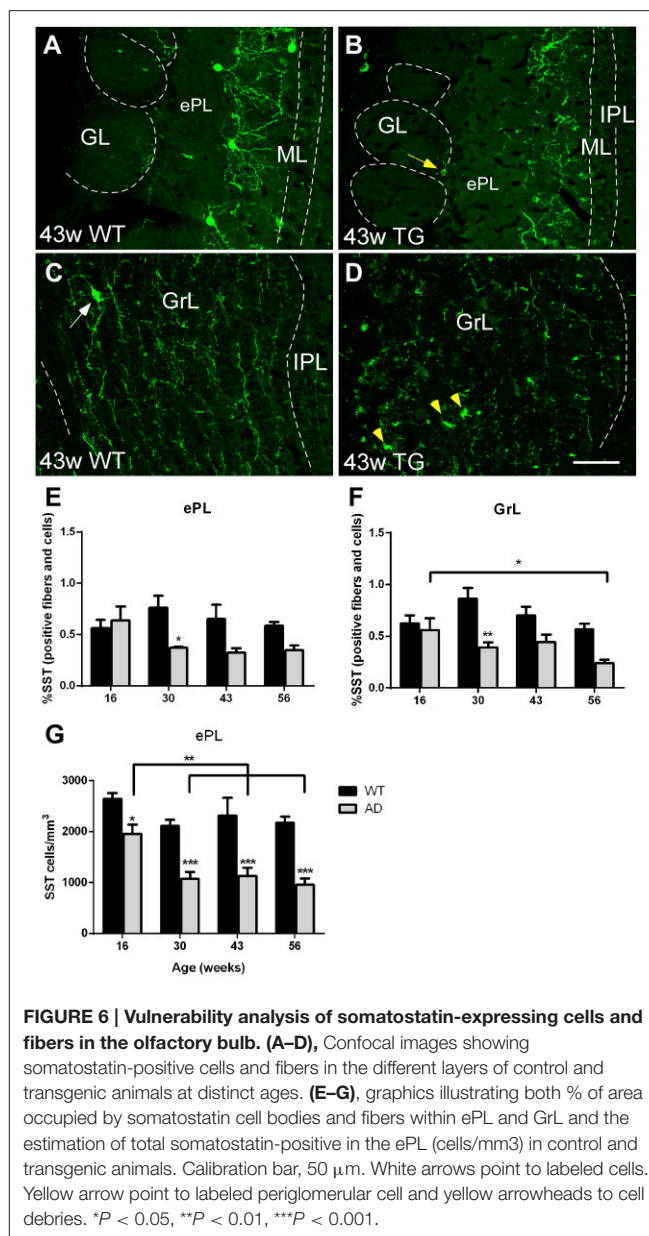 A
B
ePL
GL
ML
43w WT
IPL
GL
ML
ePL
43w TG
C
GrL
IPL
43w WT
D
GrL
43w TG
E
ePL
%SST (positive fibers and cells)
1.5
1.0
0.5
0.0
*
16 30 43 56
F
GrL
%SST (positive fibers and cells)
1.5
1.0
0.5
0.0
*
**
16 30 43 56
G
ePL
SST cells/mm3
3000
2000
1000
0
**
*
***
***
***
16 30 43 56
Age (weeks)
WT
AD
FIGURE 6 | Vulnerability analysis of somatostatin-expressing cells and
fibers in the olfactory bulb. (A–D), Confocal images showing
somatostatin-positive cells and fibers in the different layers of control and
transgenic animals at distinct ages. (E–G), graphics illustrating both % of area
occupied by somatostatin cell bodies and fibers within ePL and GrL and the
estimation of total somatostatin-positive in the ePL (cells/mm3) in control and
transgenic animals. Calibration bar, 50 μm. White arrows point to labeled cells.
Yellow arrow point to labeled periglomerular cell and yellow arrowheads to cell
debries. *P < 0.05, **P < 0.01, ***P < 0.001.